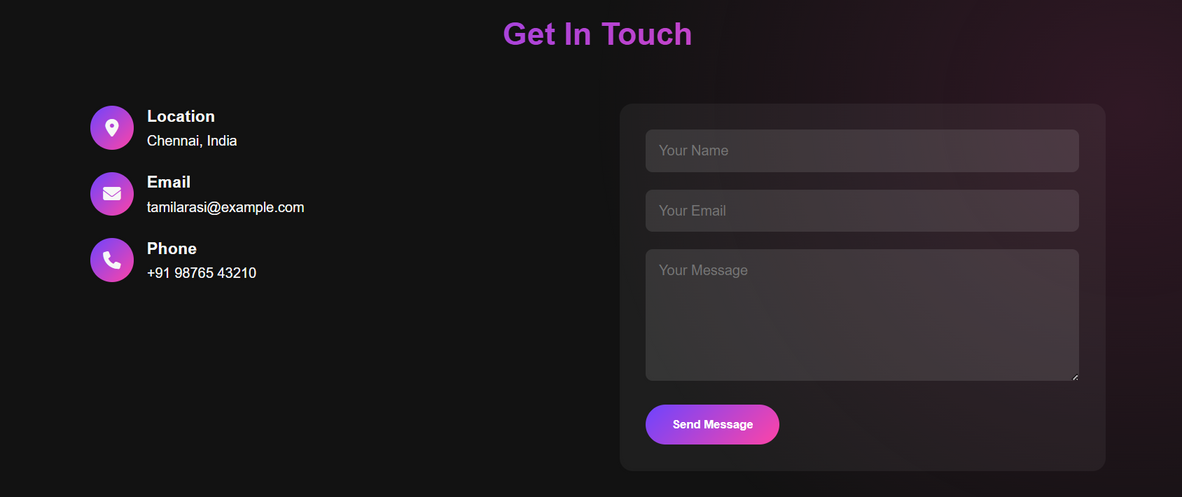 Get In Touch
Location
Chennai, India
Email
tamilarasi@example.com
Phone
+91 98765 43210
Your Name
Your Email
Your Message
Send Message